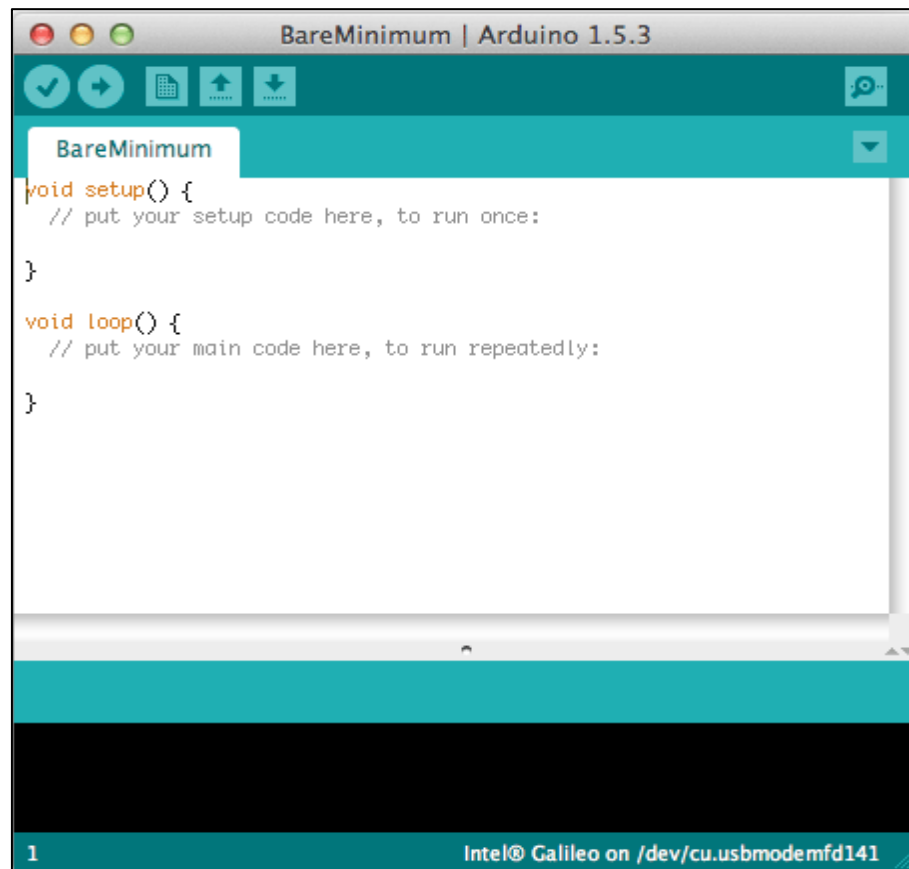 BareMinimum | Arduino 1.5.3
BareMinimum
void setup() {
  // put your setup code here, to run once:
}
void loop() {
  // put your main code here, to run repeatedly:
}
1
Intel® Galileo on /dev/cu.usbmodemfd141